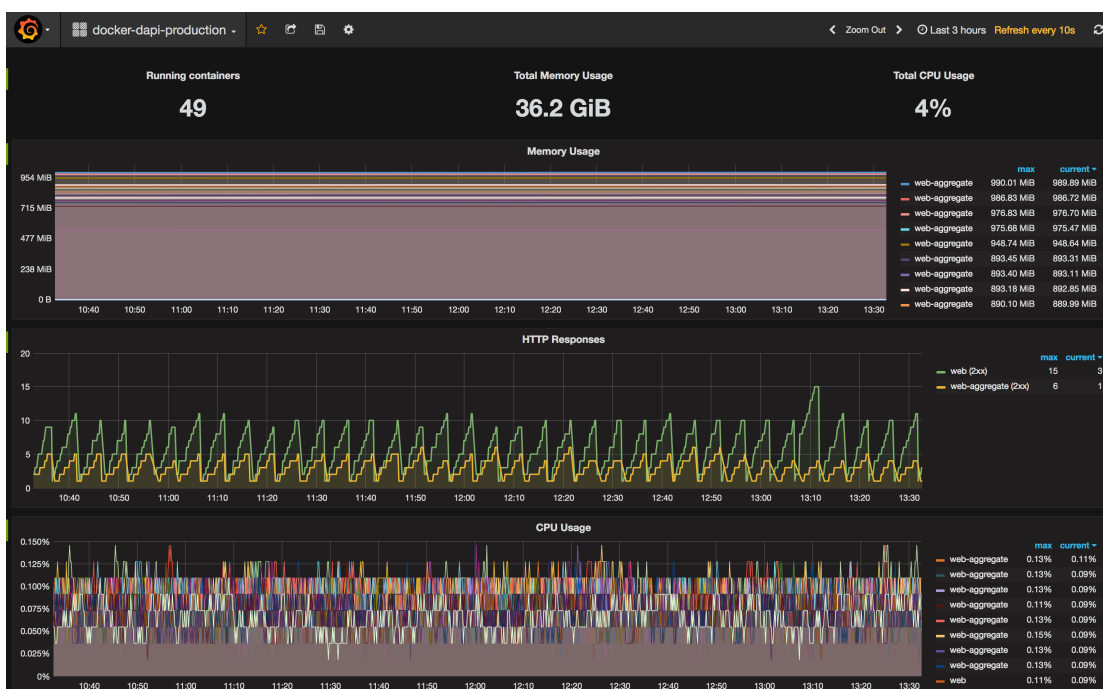 docker-dapi-production
Zoom Out
Last 3 hours Refresh every 10s
Running containers
49
Total Memory Usage
36.2 GiB
Total CPU Usage
4%
Memory Usage
954 MiB
715 MiB
477 MiB
238 MiB
0 B
10:40 10:50 11:00 11:10 11:20 11:30 11:40 11:50 12:00 12:10 12:20 12:30 12:40 12:50 13:00 13:10 13:20 13:30
max current
web-aggregate 990.01 MiB 989.89 MiB
web-aggregate 986.83 MiB 986.72 MiB
web-aggregate 976.83 MiB 976.70 MiB
web-aggregate 975.68 MiB 975.47 MiB
web-aggregate 948.74 MiB 948.64 MiB
web-aggregate 893.45 MiB 893.31 MiB
web-aggregate 893.40 MiB 893.11 MiB
web-aggregate 893.18 MiB 892.85 MiB
web-aggregate 890.10 MiB 889.99 MiB
HTTP Responses
20
15
10
5
0
10:40 10:50 11:00 11:10 11:20 11:30 11:40 11:50 12:00 12:10 12:20 12:30 12:40 12:50 13:00 13:10 13:20 13:30
max current
web (2xx) 15 3
web-aggregate (2xx) 6 1
CPU Usage
0.150%
0.125%
0.100%
0.075%
0.050%
0.025%
0%
10:40 10:50 11:00 11:10 11:20 11:30 11:40 11:50 12:00 12:10 12:20 12:30 12:40 12:50 13:00 13:10 13:20 13:30
max current
web-aggregate 0.13% 0.11%
web-aggregate 0.13% 0.09%
web-aggregate 0.13% 0.09%
web-aggregate 0.11% 0.09%
web-aggregate 0.13% 0.09%
web-aggregate 0.15% 0.09%
web-aggregate 0.13% 0.09%
web-aggregate 0.13% 0.09%
web 0.11% 0.09%